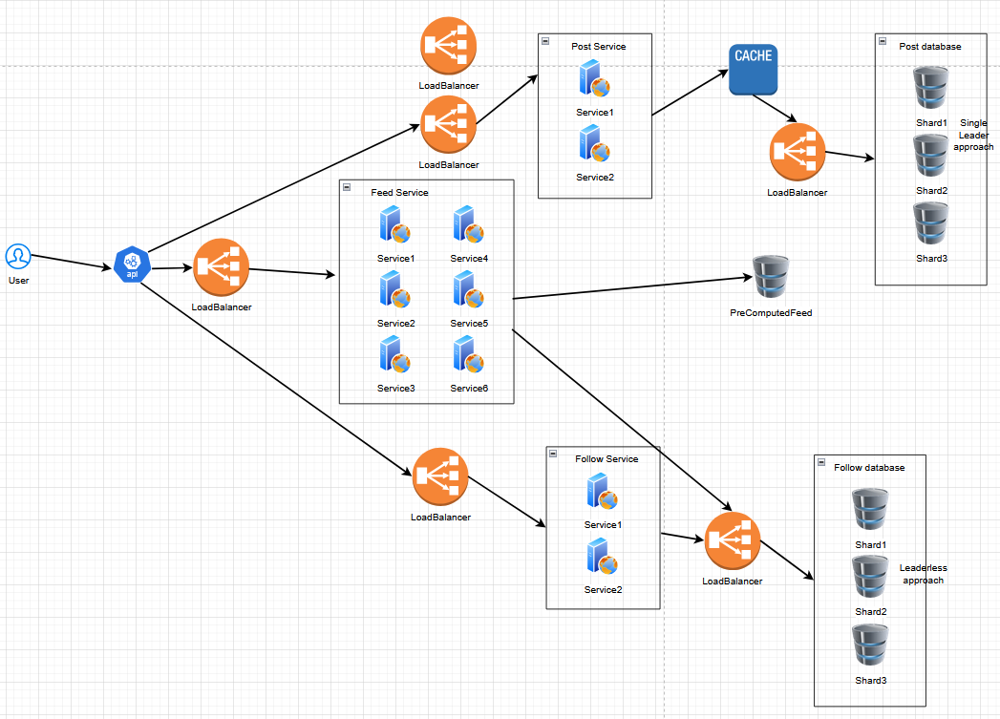 LoadBalancer
LoadBalancer
Post Service
Service1
Service2
CACHE
LoadBalancer
Post database
Shard1
Single
Leader
approach
Shard2
Shard3
User
api
LoadBalancer
Feed Service
Service1
Service4
Service2
Service5
Service3
Service6
PreComputedFeed
LoadBalancer
Follow Service
Service1
Service2
LoadBalancer
Follow database
Shard1
Leaderless
approach
Shard2
Shard3